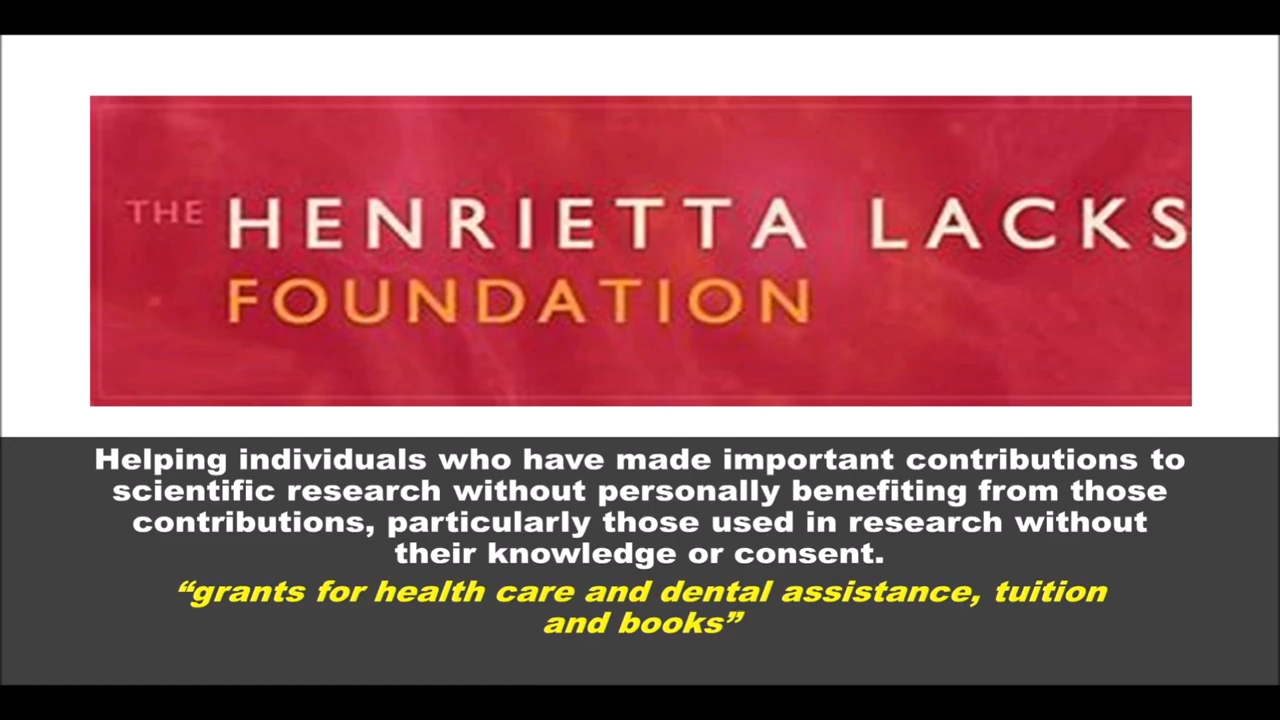 THE HENRIETTA LACKS
FOUNDATION
Helping individuals who have made important contributions to
scientific research without personally benefiting from those
contributions, particularly those used in research without
their knowledge or consent.
“grants for health care and dental assistance, tuition
and books”